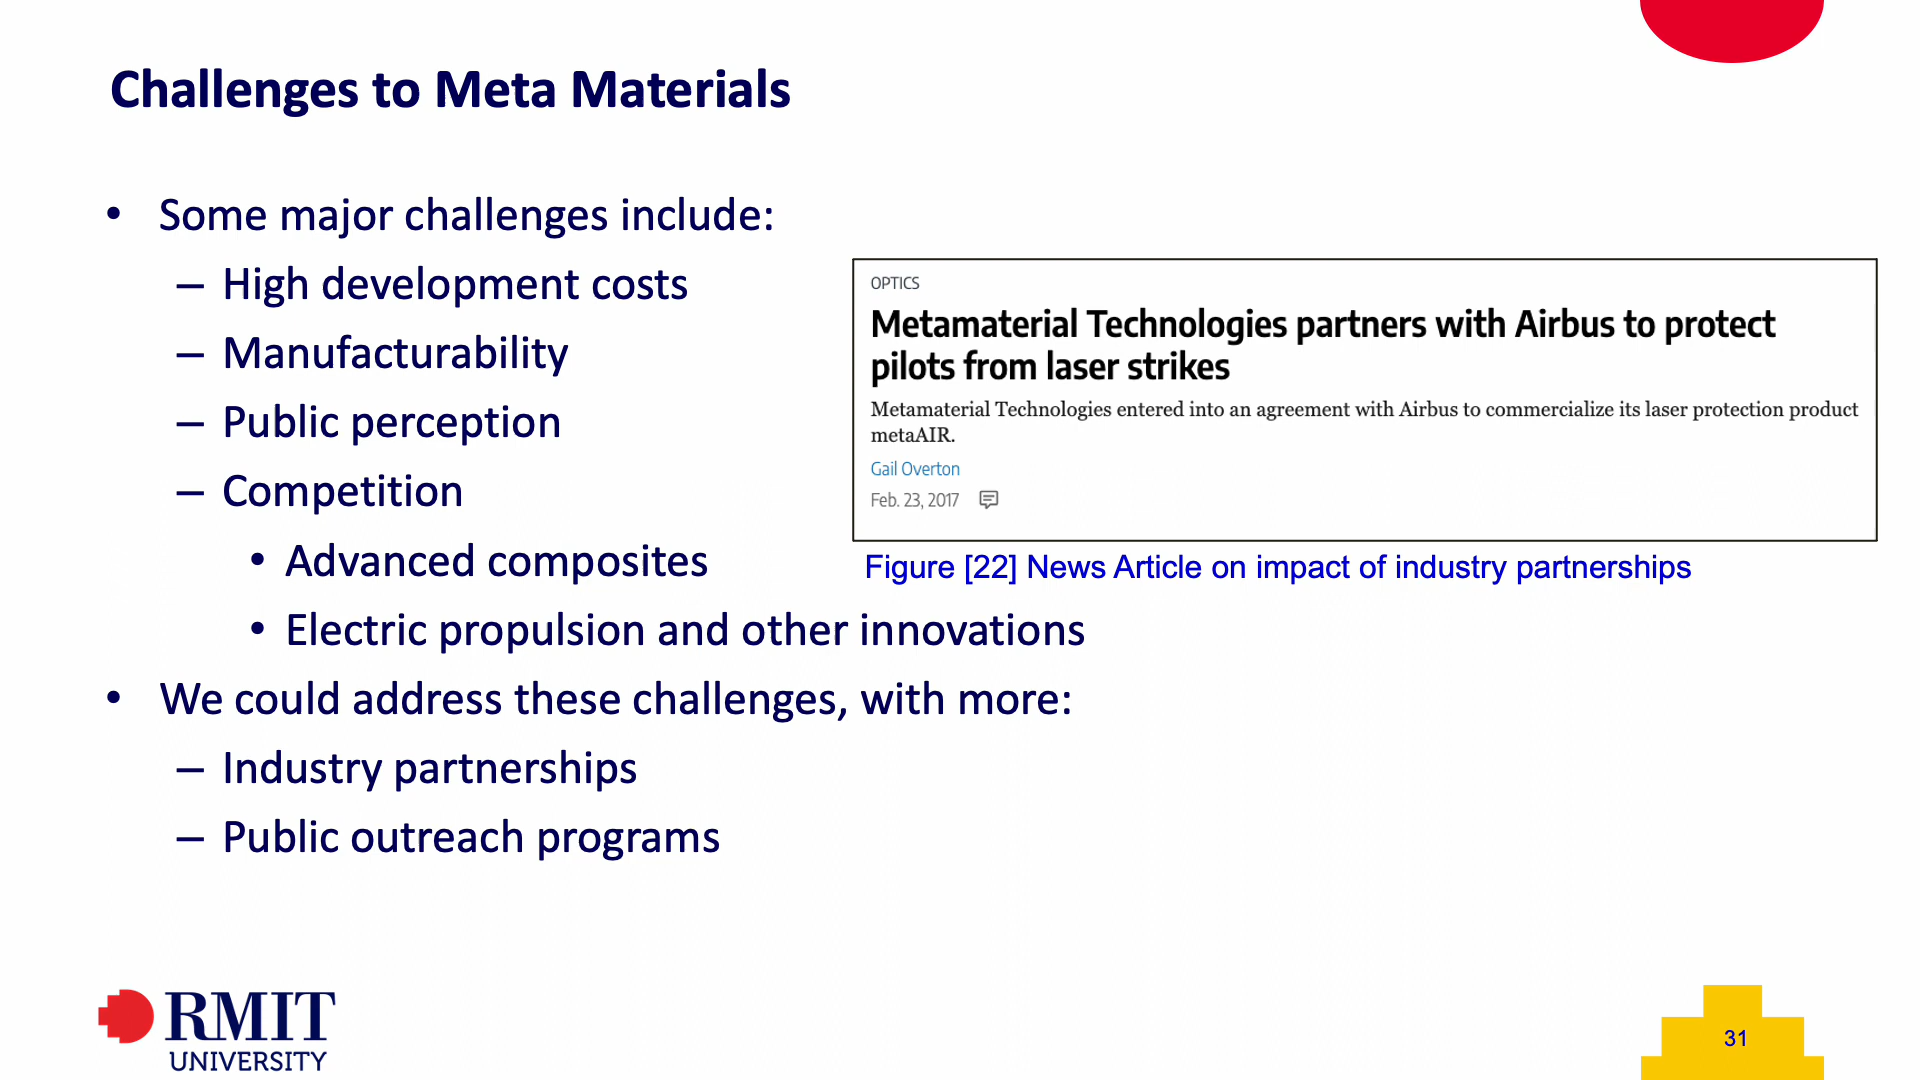 Challenges to Meta Materials
• Some major challenges include:
– High development costs
– Manufacturability
– Public perception
– Competition
• Advanced composites
• Electric propulsion and other innovations
• We could address these challenges, with more:
– Industry partnerships
– Public outreach programs
OPTICS
Metamaterial Technologies partners with Airbus to protect
pilots from laser strikes
Metamaterial Technologies entered into an agreement with Airbus to commercialize its laser protection product
metaAIR.
Gail Overton
Feb. 23, 2017
Figure [22] News Article on impact of industry partnerships
RMIT
UNIVERSITY
31